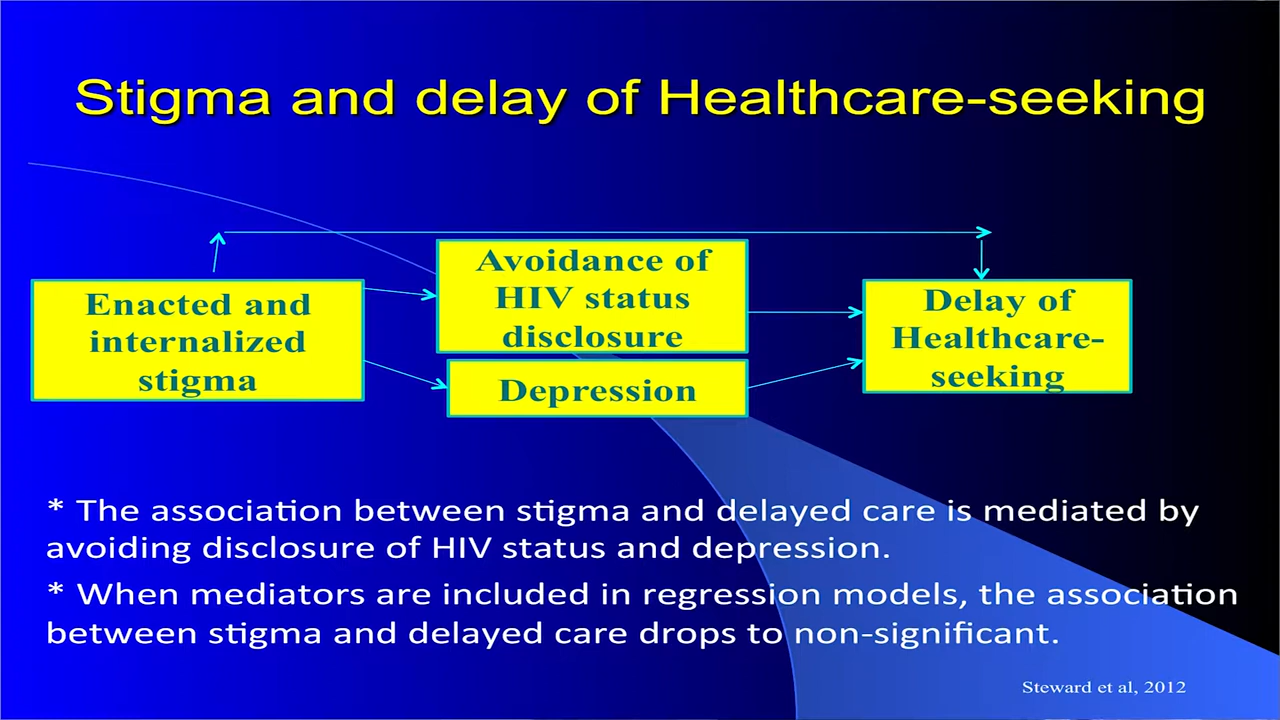 Stigma and delay of Healthcare-seeking
Enacted and
internalized
stigma
Avoidance of
HIV status
disclosure
Depression
Delay of
Healthcare-
seeking
* The association between stigma and delayed care is mediated by
avoiding disclosure of HIV status and depression.
* When mediators are included in regression models, the association
between stigma and delayed care drops to non-significant.
Steward et al, 2012